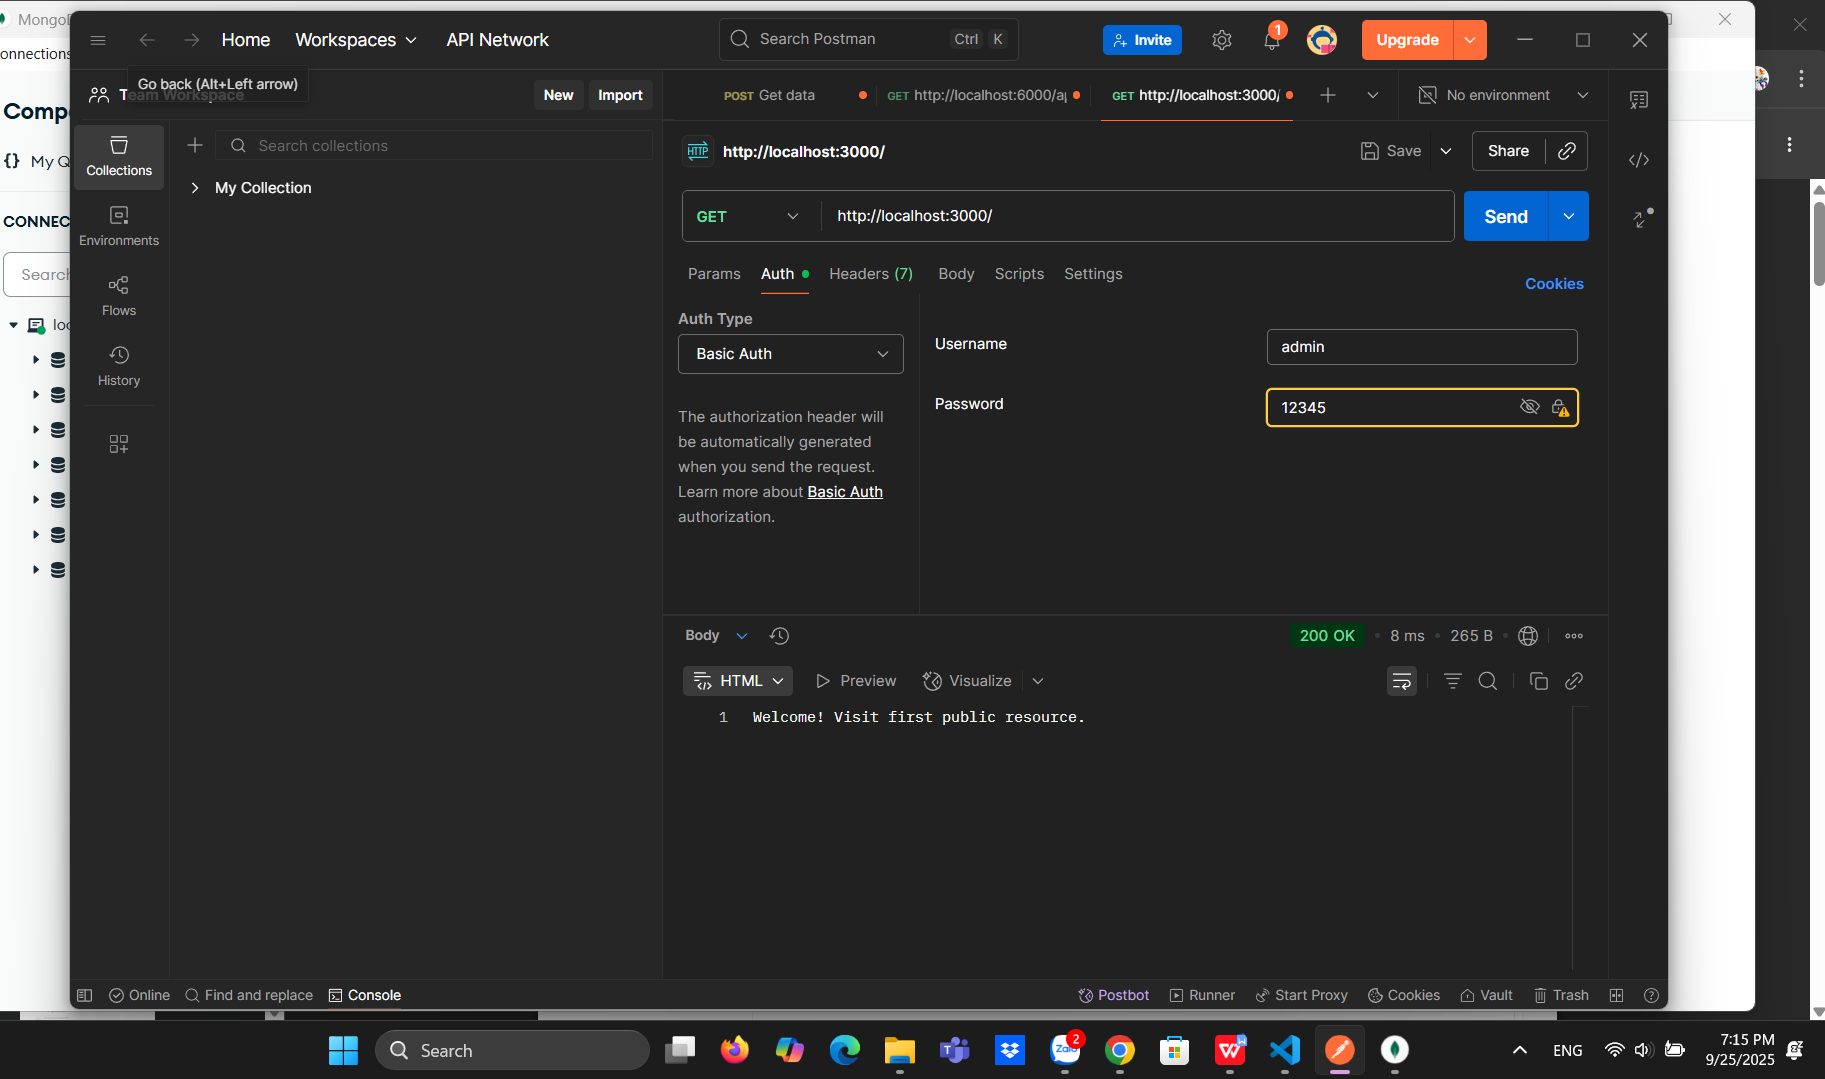 Home
Workspaces
API Network
Search Postman
Ctrl
K
Invite
1
Upgrade
onnections
Go back (Alt+Left arrow)
Team Workspace
New
Import
POST Get data
GET http://localhost:6000/a
GET http://localhost:3000/
No environment
{} My Q
Collections
Search collections
HTTP
http://localhost:3000/
Save
Share
My Collection
CONNEC
Environments
GET
http://localhost:3000/
Send
Search
Flows
Params
Auth
Headers (7)
Body
Scripts
Settings
Cookies
History
Auth Type
Basic Auth
Username
admin
Password
12345
The authorization header will
be automatically generated
when you send the request.
Learn more about Basic Auth
authorization.
Body
200 OK
8 ms
265 B
HTML
Preview
Visualize
1
Welcome! Visit first public resource.
Online
Find and replace
Console
Postbot
Runner
Start Proxy
Cookies
Vault
Trash
Search
2
Zalo
ENG
7:15 PM
9/25/2025